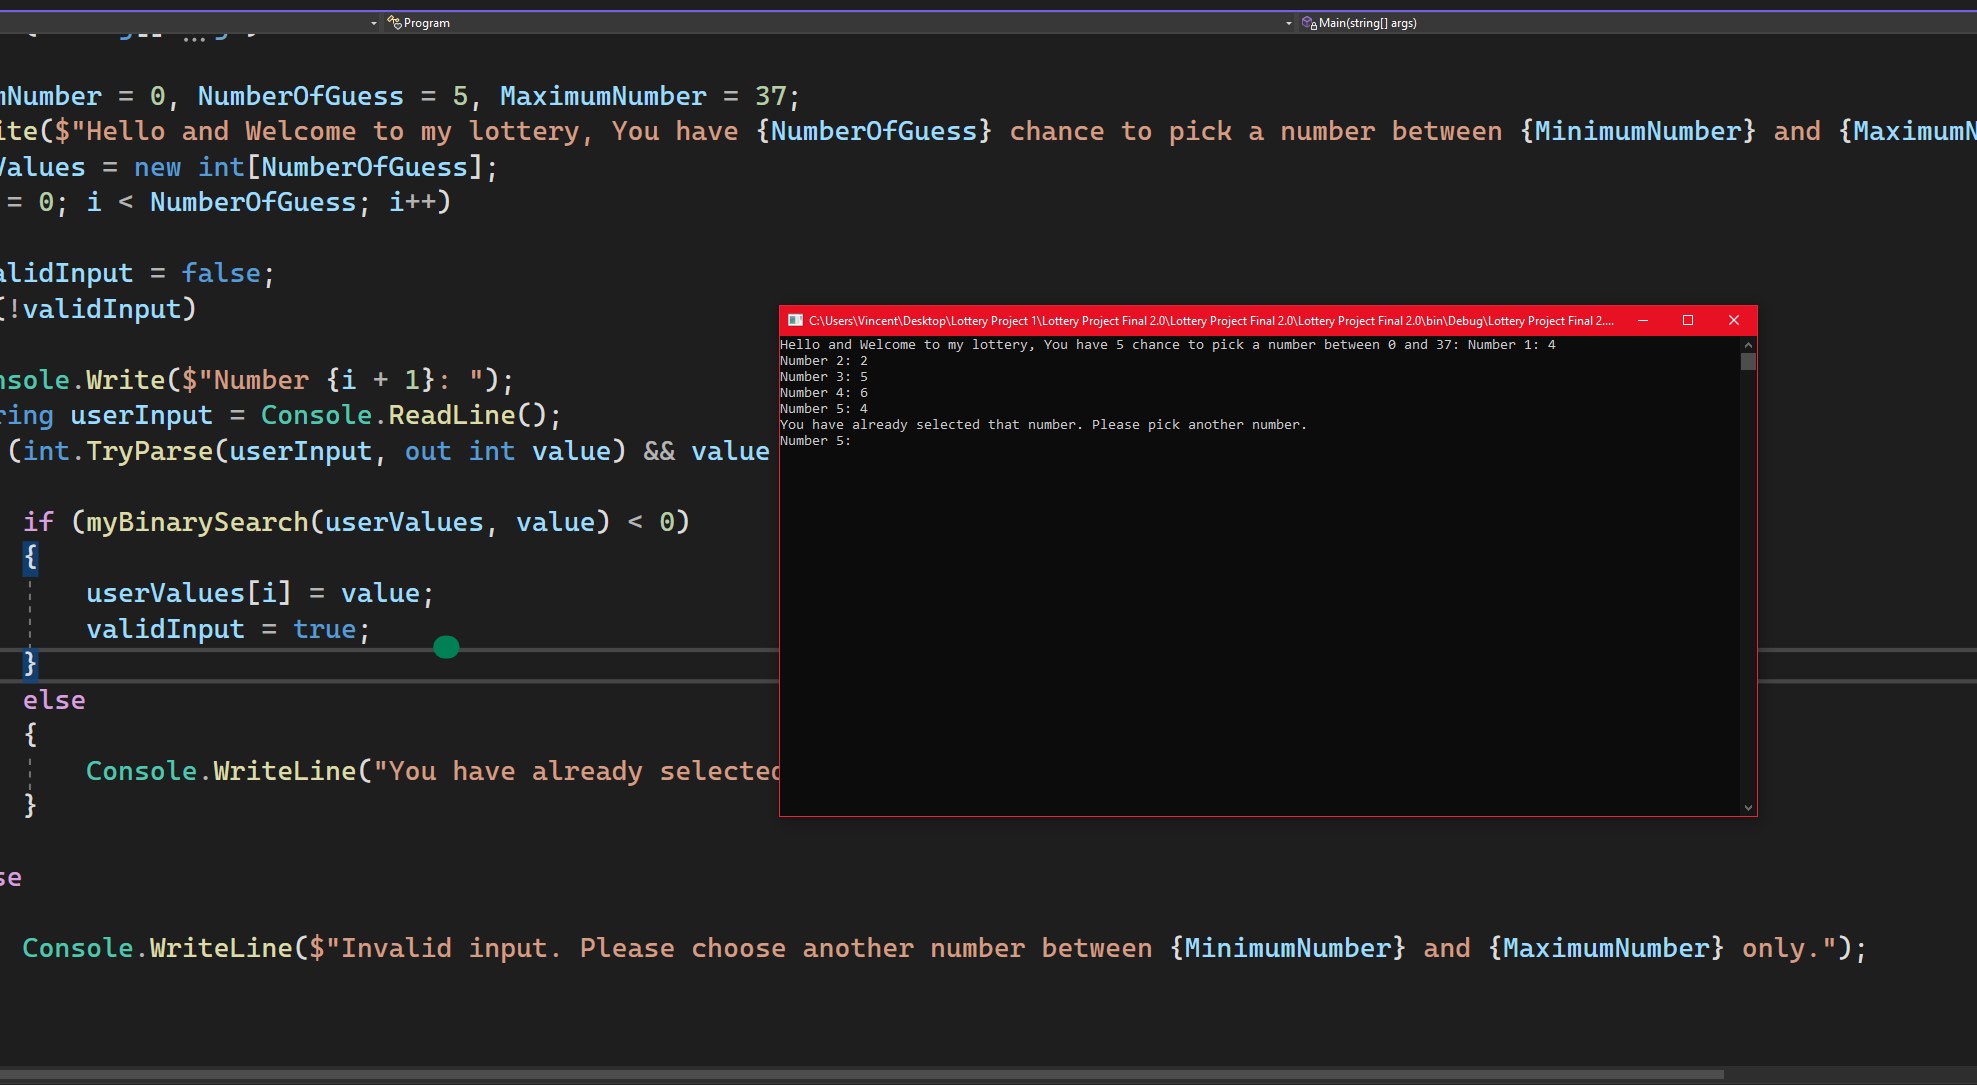 Program
Main(string[] args)
mNumber = 0, NumberOfGuess = 5, MaximumNumber = 37;
ite($"Hello and Welcome to my lottery, You have {NumberOfGuess} chance to pick a number between {MinimumNumber} and {MaximumN
Values = new int[NumberOfGuess];
= 0; i < NumberOfGuess; i++)
alidInput = false;
(!validInput)
nsole.Write($"Number {i + 1}: ");
ring userInput = Console.ReadLine();
(int.TryParse(userInput, out int value) && value
if (myBinarySearch(userValues, value) < 0)
{
userValues[i] = value;
validInput = true;
}
else
{
Console.WriteLine("You have already selected
}
se
Console.WriteLine($"Invalid input. Please choose another number between {MinimumNumber} and {MaximumNumber} only.");
C:\Users\Vincent\Desktop\Lottery Project 1\Lottery Project Final 2.0\Lottery Project Final 2.0\Lottery Project Final 2.0\bin\Debug\Lottery Project Final 2....
Hello and Welcome to my lottery, You have 5 chance to pick a number between 0 and 37: Number 1: 4
Number 2: 2
Number 3: 5
Number 4: 6
Number 5: 4
You have already selected that number. Please pick another number.
Number 5: